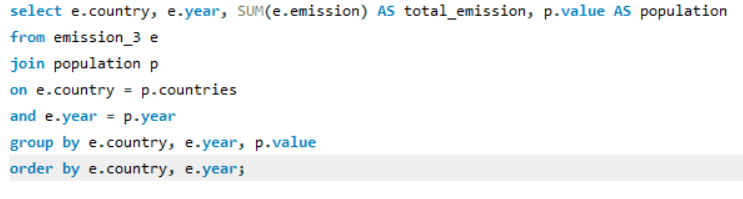 select e.country, e.year, SUM(e.emission) AS total_emission, p.value AS population
from emission_3 e
join population p
on e.country = p.countries
and e.year = p.year
group by e.country, e.year, p.value
order by e.country, e.year;